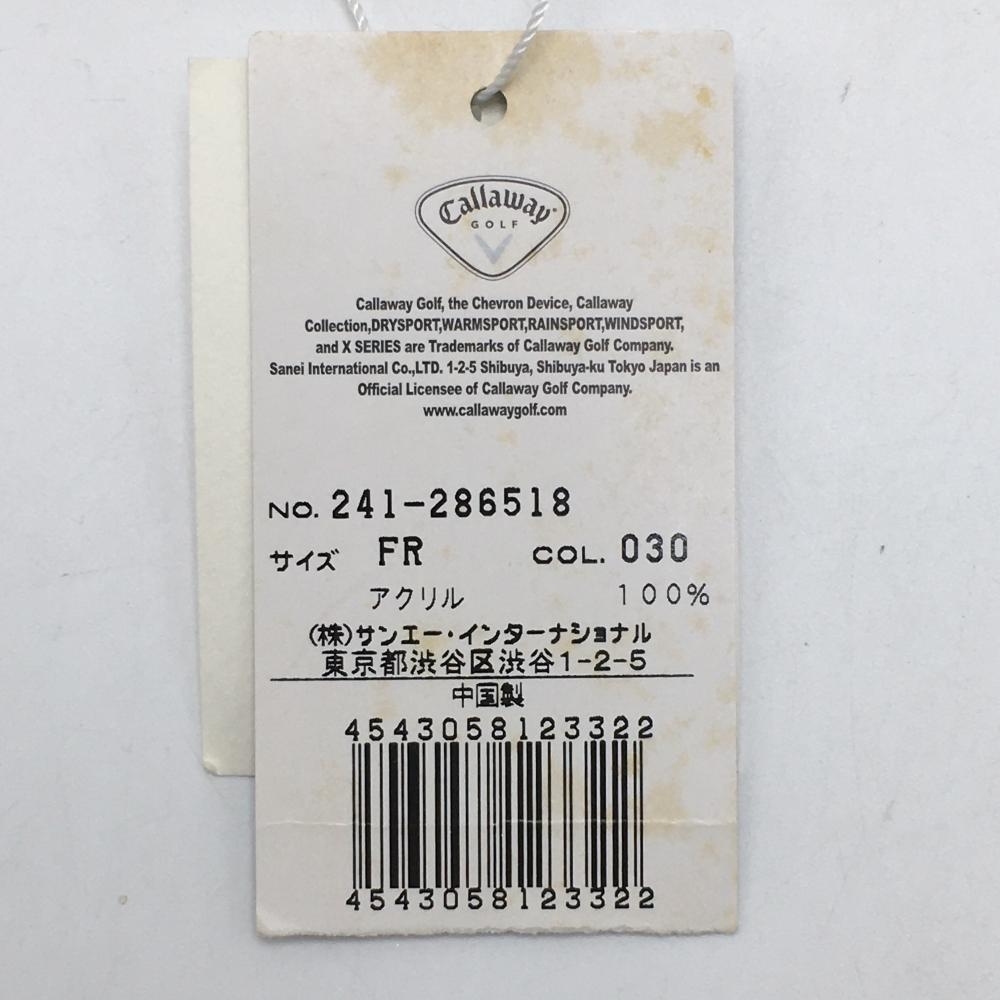 Callaway
GOLF
Callaway Golf, the Chevron Device, Callaway
Collection,DRYSPORT,WARMSPORT,RAINSPORT,WINDSPORT,
and X SERIES are Trademarks of Callaway Golf Company.
Sanei International Co.,LTD. 1-2-5 Shibuya, Shibuya-ku Tokyo Japan is an
Official Licensee of Callaway Golf Company.
www.callawaygolf.com
NO. 241-286518
サイズ FR COL. 030
アクリル 100%
(株)サンエー・インターナショナル
東京都渋谷区渋谷1-2-5
中国製
4543058123322
4543058123322